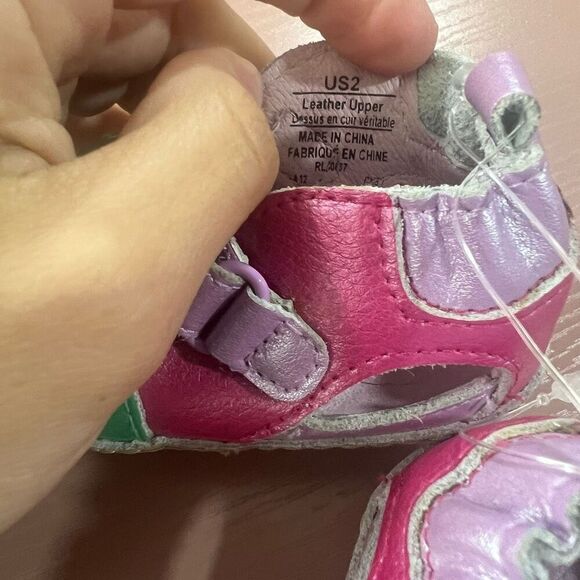 US2
Leather Upper
Dessus en cuir véritable
MADE IN CHINA
FABRIQUÉ EN CHINE